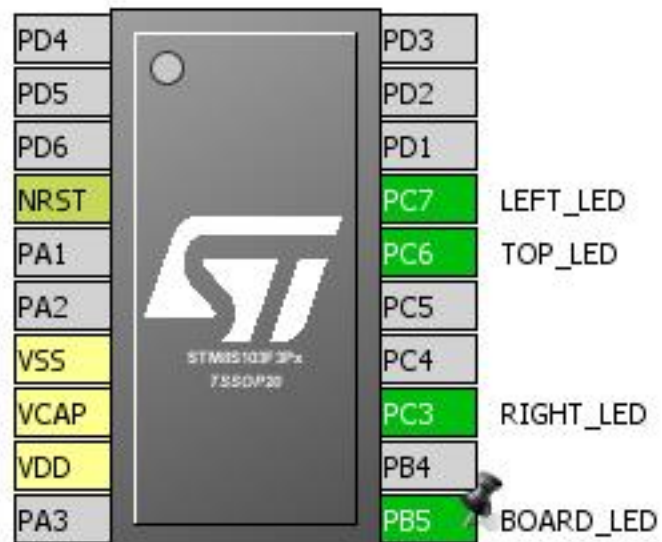 PD4 PD3
PD5 PD2
PD6 PD1
NRST PC7 LEFT_LED
PA1 PC6 TOP_LED
PA2 PC5
VSS PC4
VCAP PC3 RIGHT_LED
VDD PB4
PA3 PB5 BOARD_LED
ST
STM8S103F3Px
TSSOP20